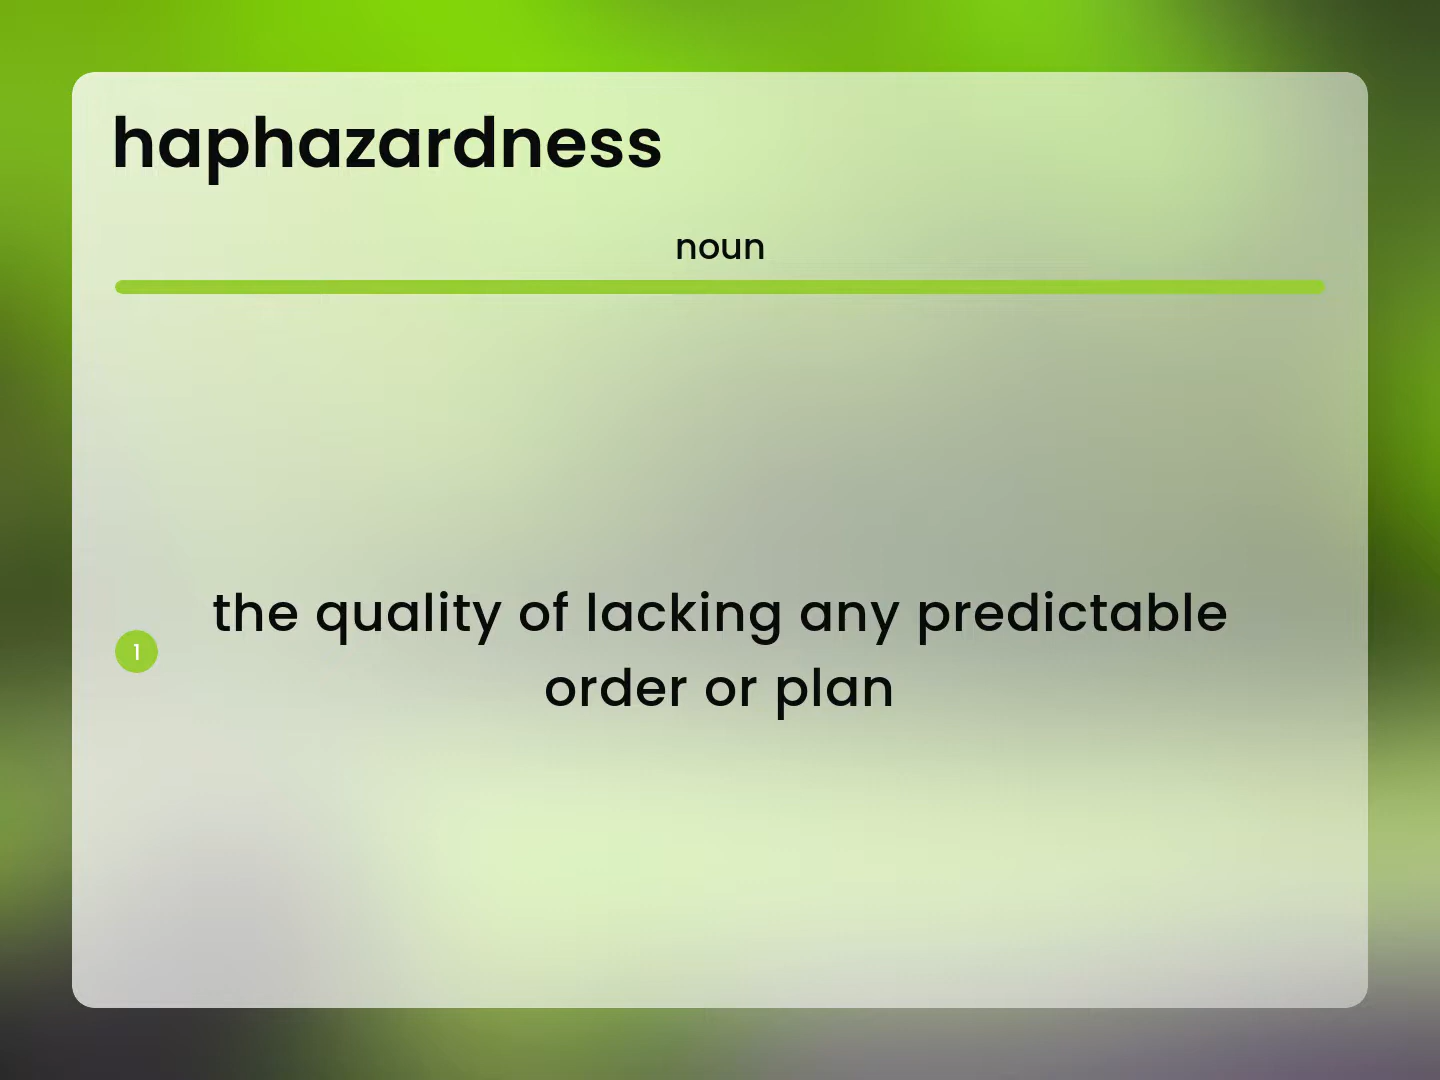 haphazardness
noun
1
the quality of lacking any predictable
order or plan